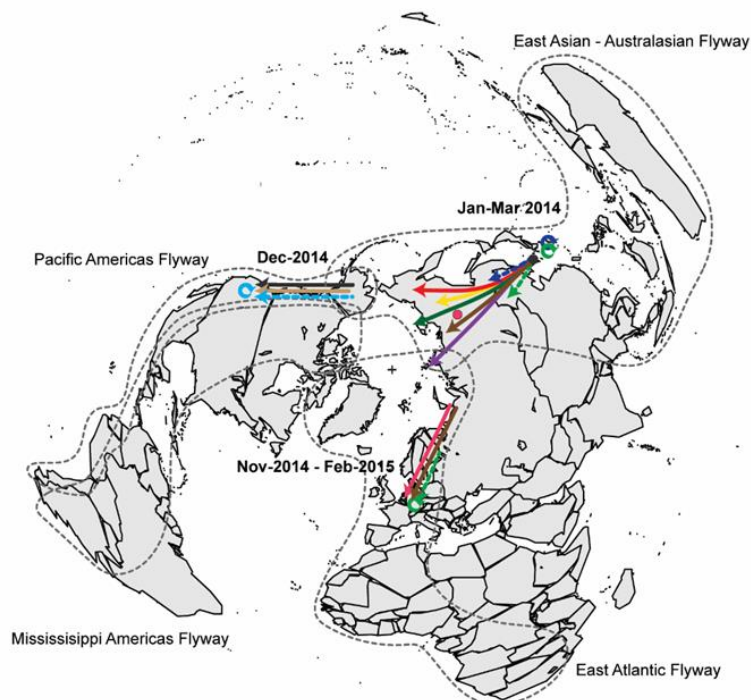 East Asian - Australasian Flyway
Jan-Mar 2014
Dec-2014
Pacific Americas Flyway
Nov-2014 - Feb-2015
Mississisippi Americas Flyway
East Atlantic Flyway